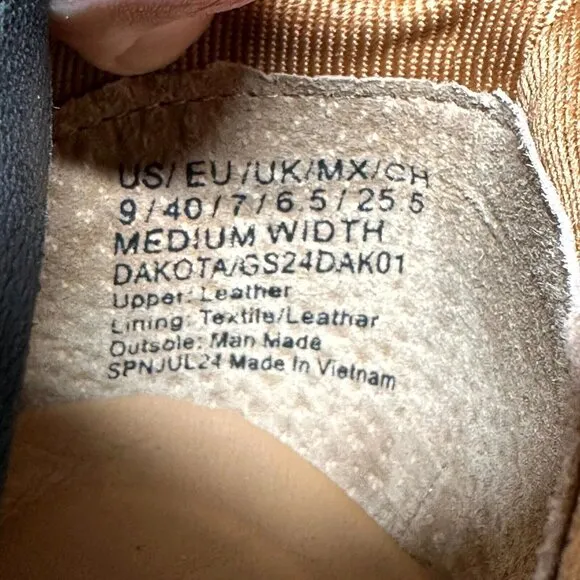 US/EU/UK/MX/CH
9/40/7/6.5/25.5
MEDIUM WIDTH
DAKOTA/GS24DAK01
Upper: Leather
Lining: Textile/Leathar
Outsole: Man Made
SPNJUL24 Made In Vietnam